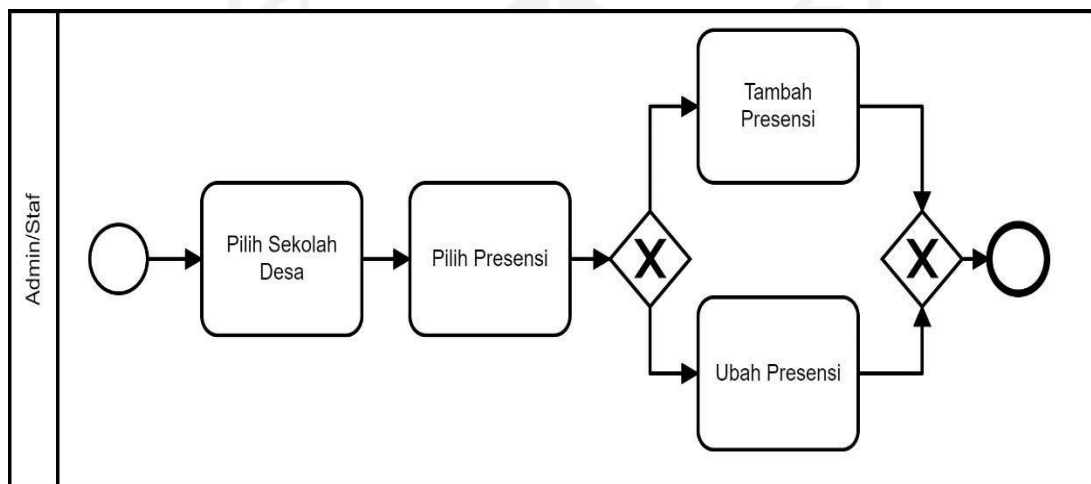 Admin/Staf
Pilih Sekolah
Desa
Pilih Presensi
X
Tambah
Presensi
Ubah Presensi
X